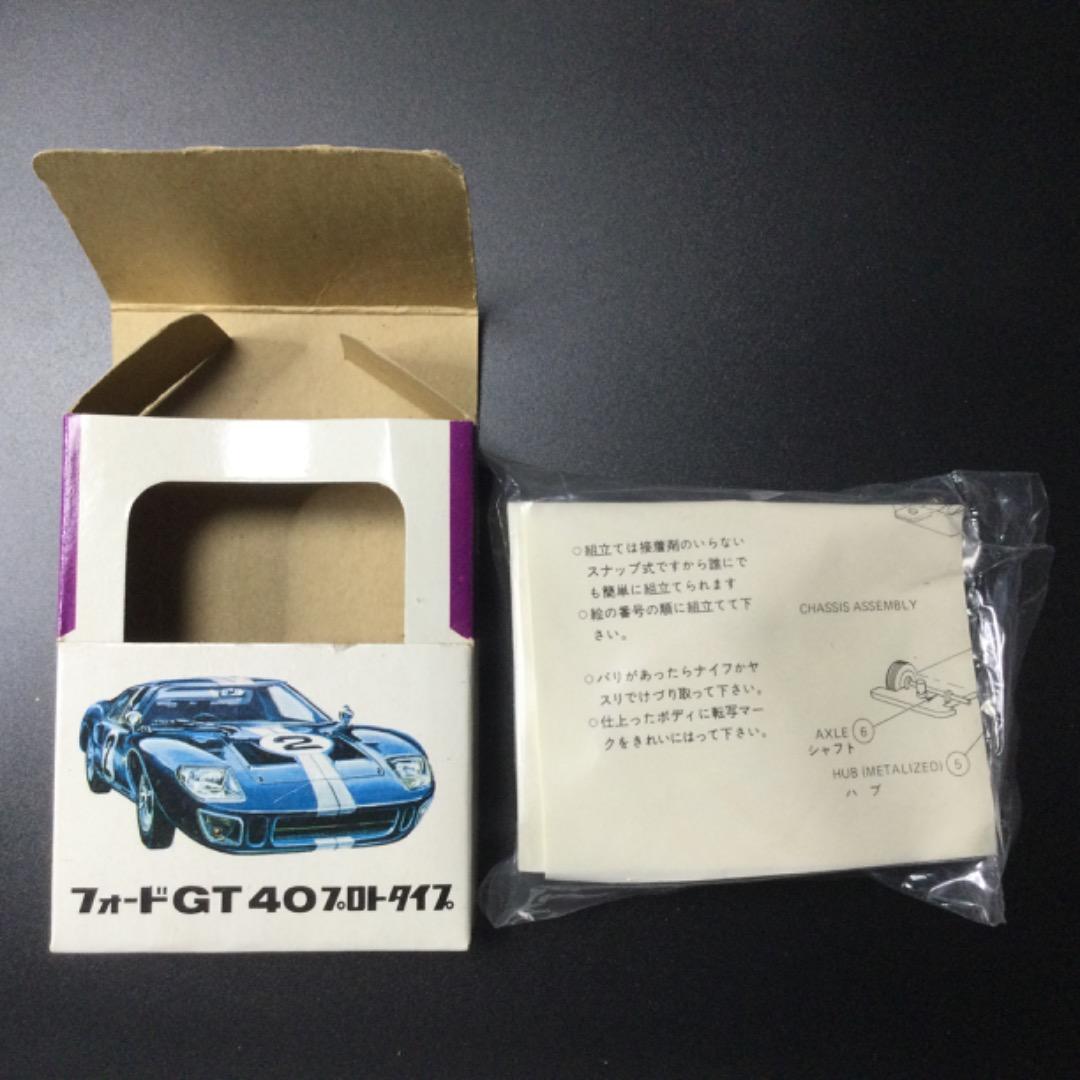 2
2
フォードGT40プロトタイプ
○組立ては接着剤のいらない
スナップ式ですから誰にで
も簡単に組立てられます
○絵の番号の順に組立てて下
さい。
○バリがあったらナイフかヤ
スリでけづり取って下さい。
○仕上ったボディに転写マー
クをきれいにはって下さい。
CHASSIS ASSEMBLY
AXLE 6
シャフト
HUB (METALIZED) 5
ハブ